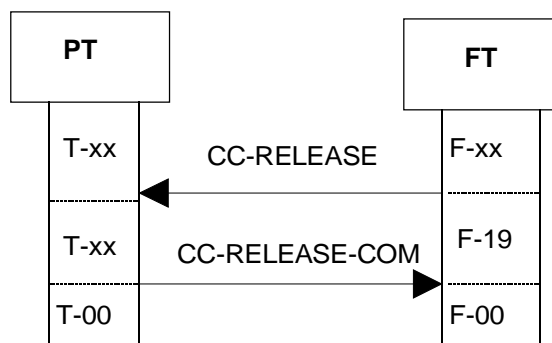 PT
FT
T-xx
CC-RELEASE
F-xx
T-xx
CC-RELEASE-COM
F-19
T-00
F-00